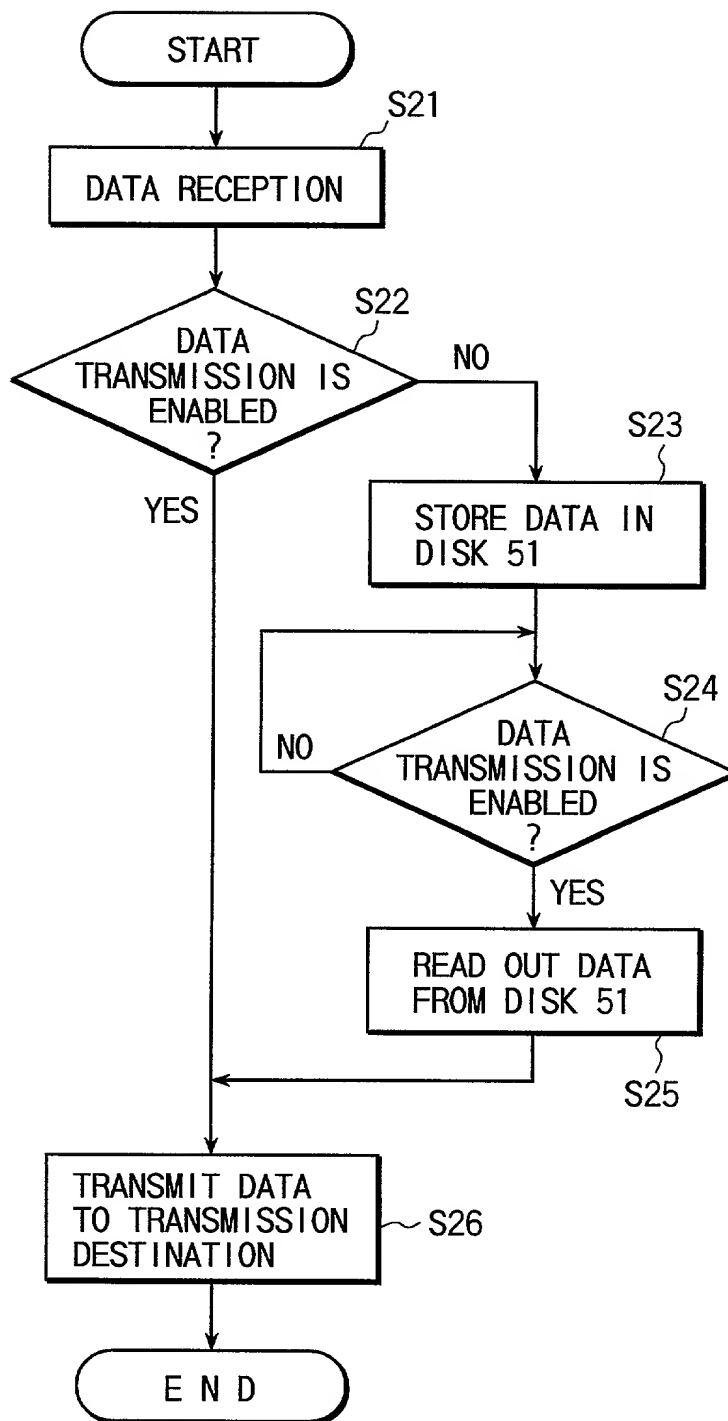 START
S21
DATA RECEPTION
S22
DATA
TRANSMISSION IS
ENABLED
?
NO
YES
S23
STORE DATA IN
DISK 51
S24
DATA
TRANSMISSION IS
ENABLED
?
NO
YES
READ OUT DATA
FROM DISK 51
S25
TRANSMIT DATA
TO TRANSMISSION
DESTINATION
S26
END